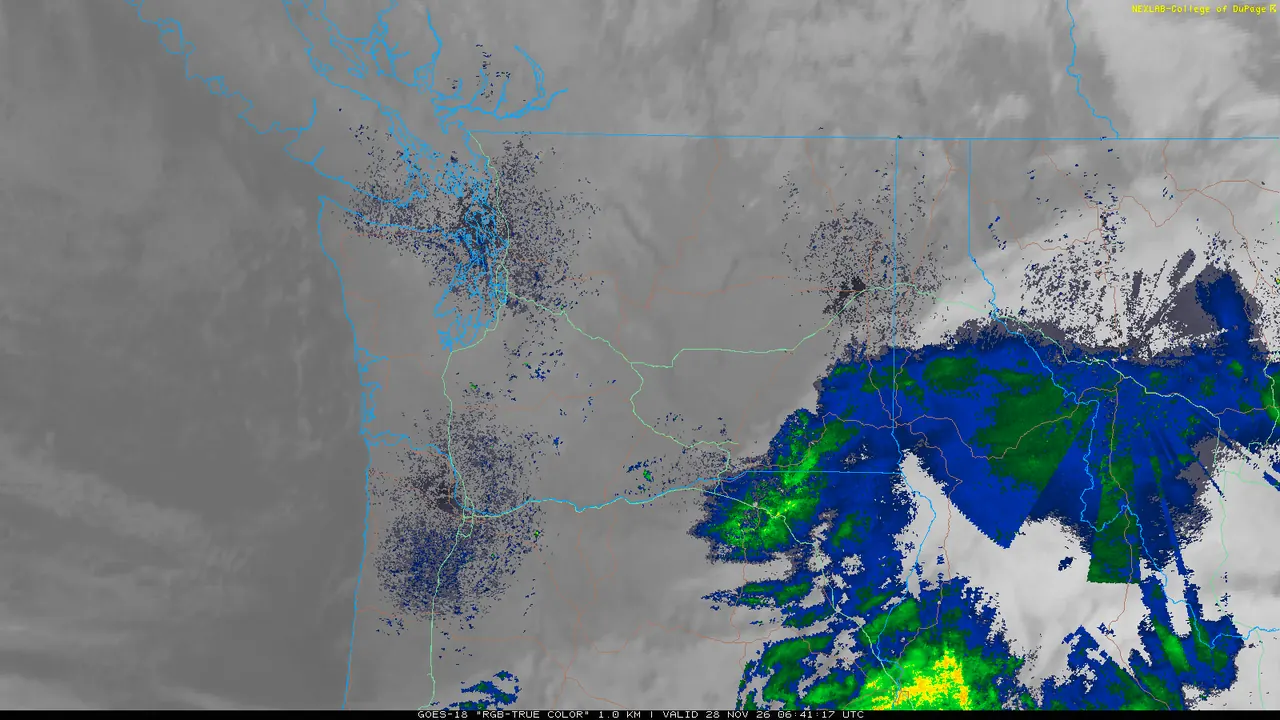 NEXLAB-College of DuPage
GOES-18 "RGB-TRUE COLOR" 1.0 KM | VALID 28 NOV 26 06:41:17 UTC